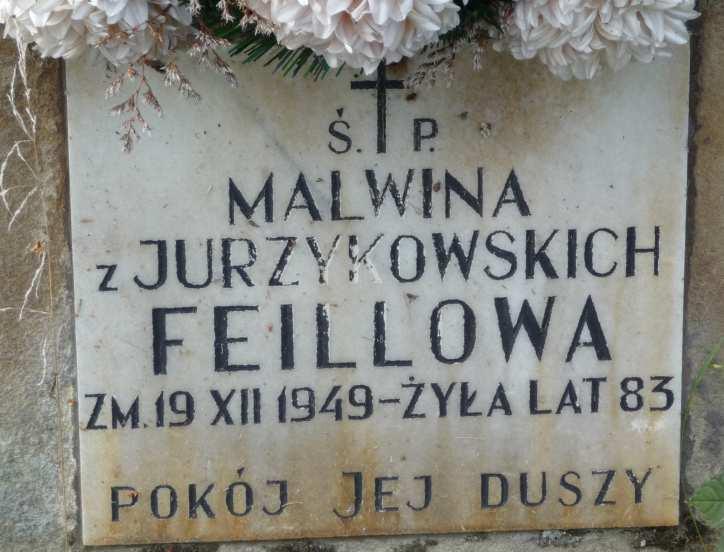 Ś. P.
MALWINA
z JURZYKOWSKICH
FEILLOWA
ZM. 19 XII 1949-ŻYŁA LAT 83
POKÓJ JEJ DUSZY